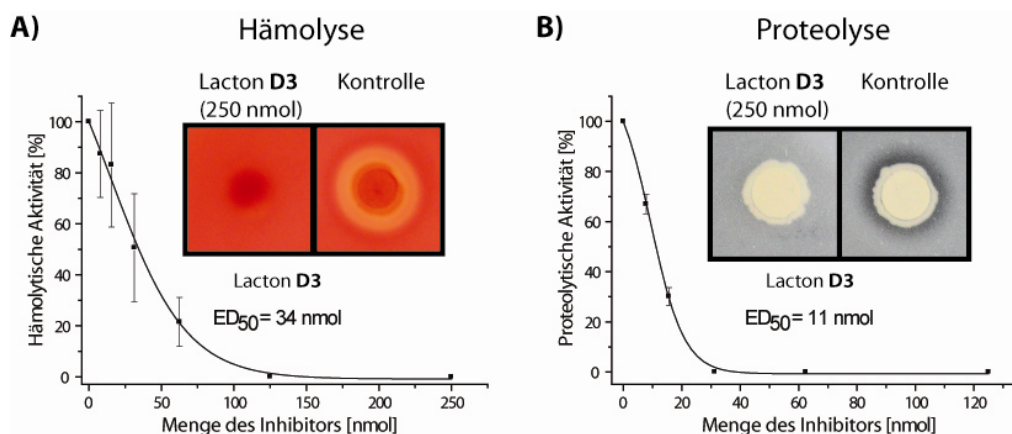 A)
Hämolyse
Lacton D3
(250 nmol)
Kontrolle
Hämolytische Aktivität [%]
100
80
60
40
20
0
Lacton D3
ED50 = 34 nmol
0 50 100 150 200 250
Menge des Inhibitors [nmol]
B)
Proteolyse
Lacton D3
(250 nmol)
Kontrolle
Proteolytische Aktivität [%]
100
80
60
40
20
0
Lacton D3
ED50 = 11 nmol
0 20 40 60 80 100 120
Menge des Inhibitors [nmol]